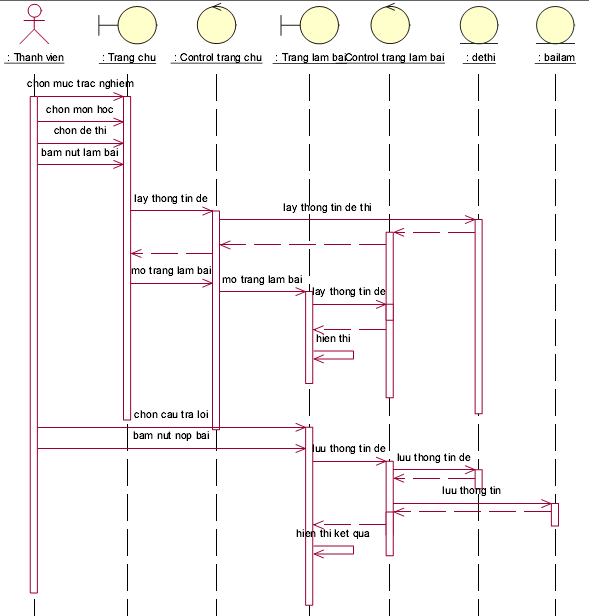 : Thanh vien
: Trang chu
: Control trang chu
: Trang lam bai
Control trang lam bai
: dethi
: bailam
chon muc trac nghiem
chon mon hoc
chon de thi
bam nut lam bai
lay thong tin de
lay thong tin de thi
mo trang lam bai
mo trang lam bai
lay thong tin de
hien thi
chon cau tra loi
bam nut nop bai
luu thong tin de
luu thong tin de
luu thong tin
hien thi ket qua